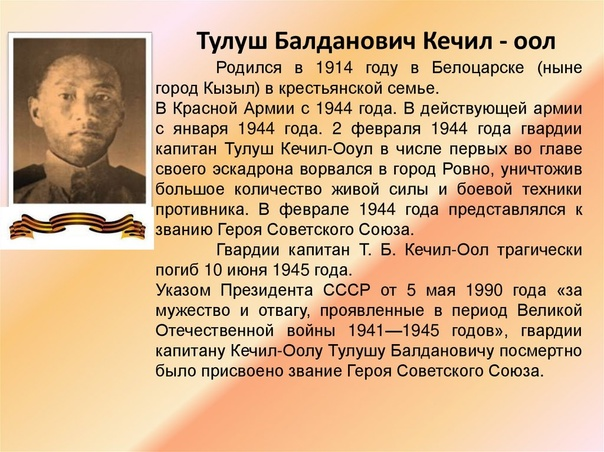 Тулуш Балданович Кечил - оол
Родился в 1914 году в Белоцарске (ныне
город Кызыл) в крестьянской семье.
В Красной Армии с 1944 года. В действующей армии
с января 1944 года. 2 февраля 1944 года гвардии
капитан Тулуш Кечил-Ооул в числе первых во главе
своего эскадрона ворвался в город Ровно, уничтожив
большое количество живой силы и боевой техники
противника. В феврале 1944 года представлялся к
званию Героя Советского Союза.
Гвардии капитан Т. Б. Кечил-Оол трагически
погиб 10 июня 1945 года.
Указом Президента СССР от 5 мая 1990 года «за
мужество и отвагу, проявленные в период Великой
Отечественной войны 1941—1945 годов», гвардии
капитану Кечил-Оолу Тулушу Балдановичу посмертно
было присвоено звание Героя Советского Союза.